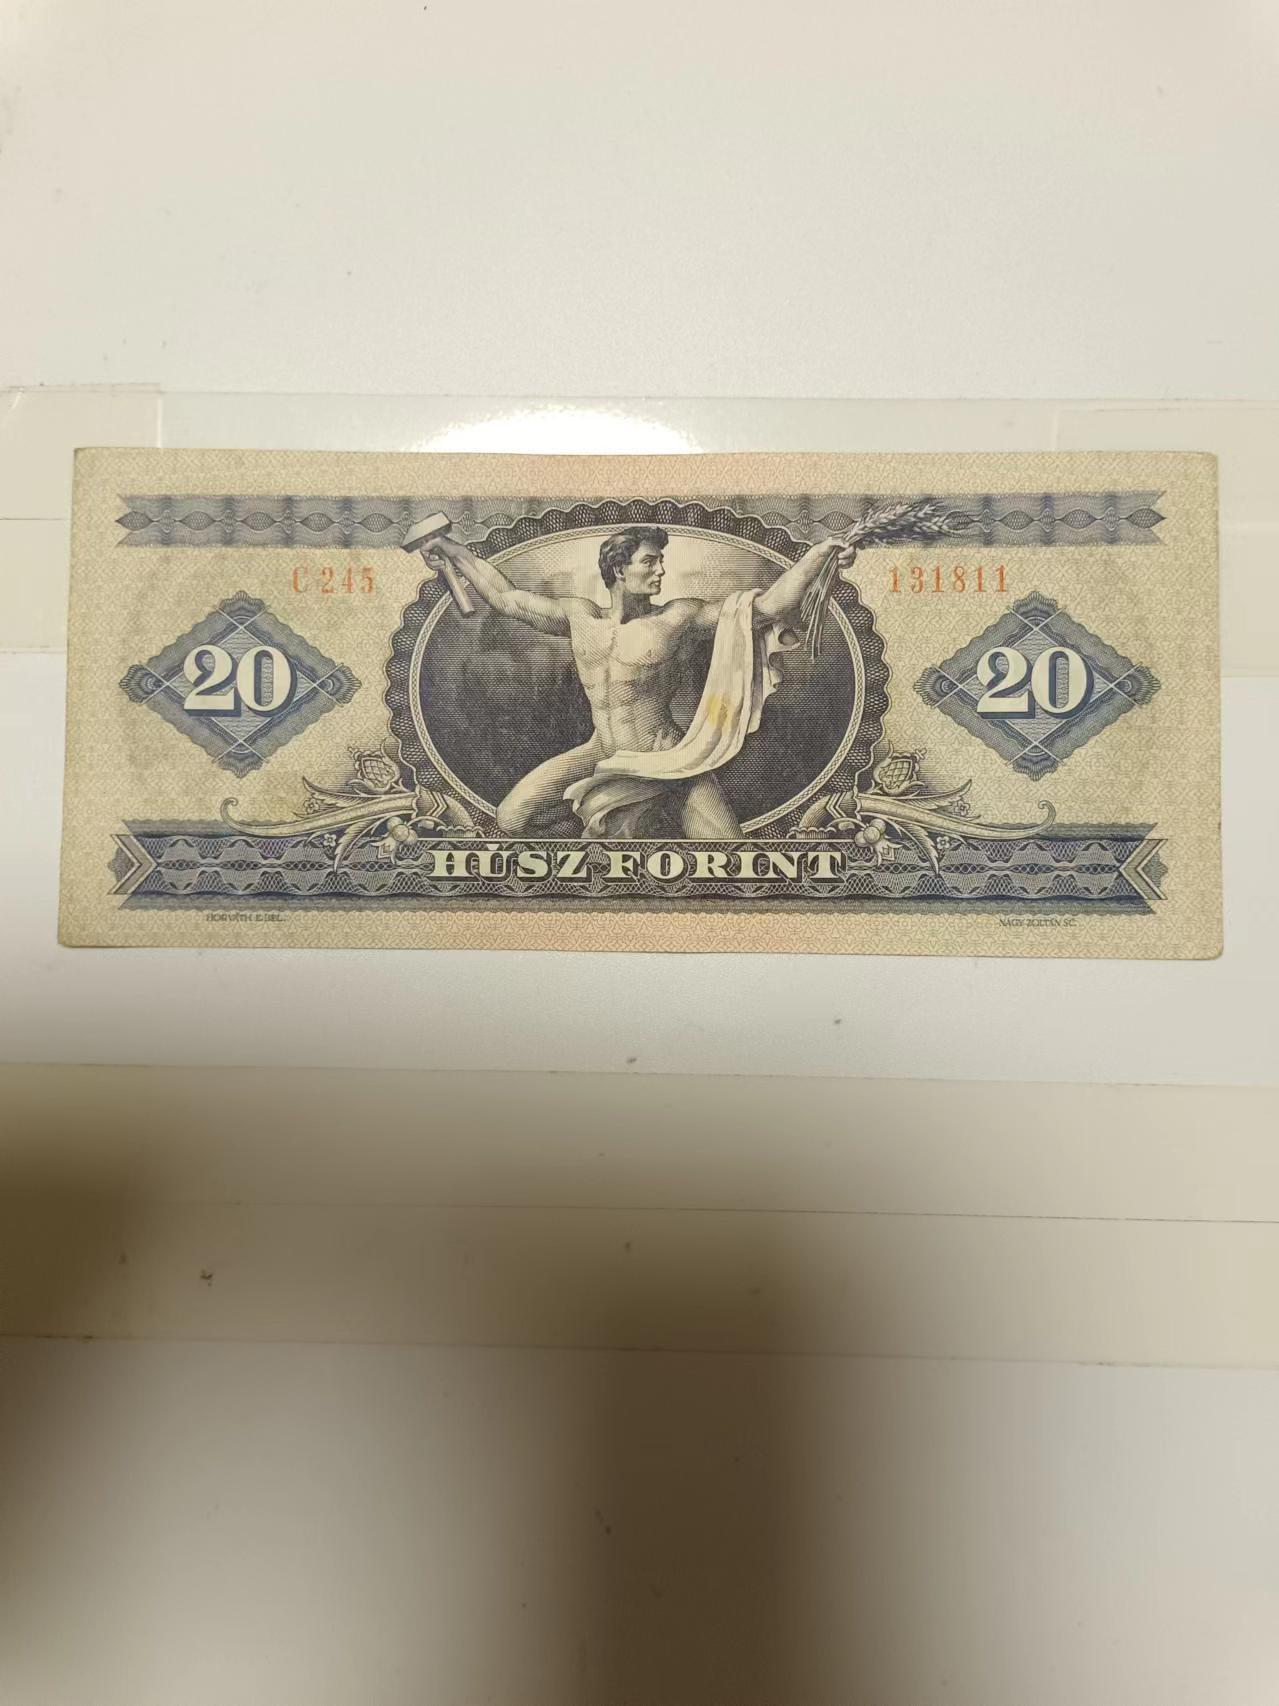 C 245 131811
20 20
HÚSZ FORINT
HORVÁTH E. DEL. NAGY ZOLTÁN SC.